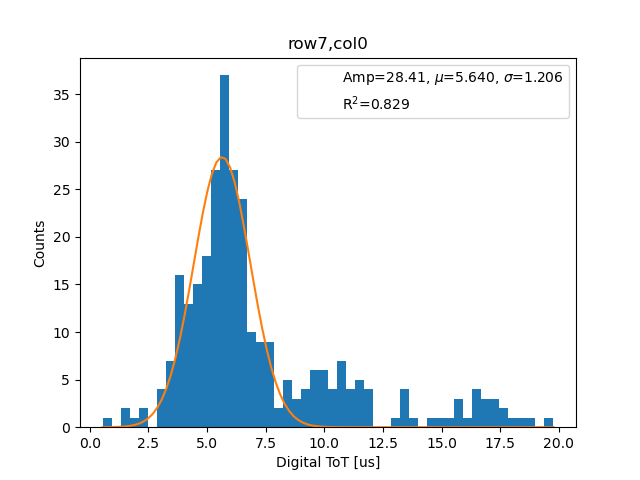 row7,col0
Amp=28.41, μ=5.640, σ=1.206
R²=0.829
35
30
25
20
15
10
5
0
Counts
0.0 2.5 5.0 7.5 10.0 12.5 15.0 17.5 20.0
Digital ToT [us]